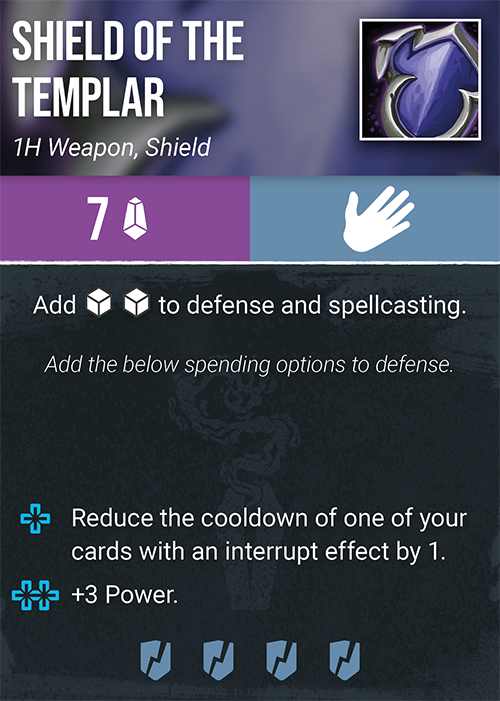 SHIELD OF THE
TEMPLAR
1H Weapon, Shield
7
Add to defense and spellcasting.
Add the below spending options to defense.
Reduce the cooldown of one of your
cards with an interrupt effect by 1.
+3 Power.